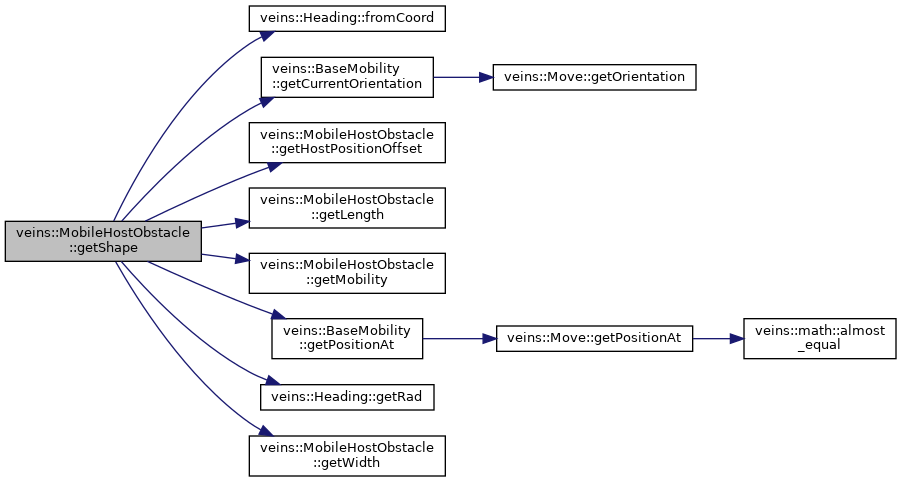 veins::Heading::fromCoord
veins::BaseMobility
::getCurrentOrientation
veins::Move::getOrientation
veins::MobileHostObstacle
::getHostPositionOffset
veins::MobileHostObstacle
::getLength
veins::MobileHostObstacle
::getShape
veins::MobileHostObstacle
::getMobility
veins::BaseMobility
::getPositionAt
veins::Move::getPositionAt
veins::math::almost
_equal
veins::Heading::getRad
veins::MobileHostObstacle
::getWidth